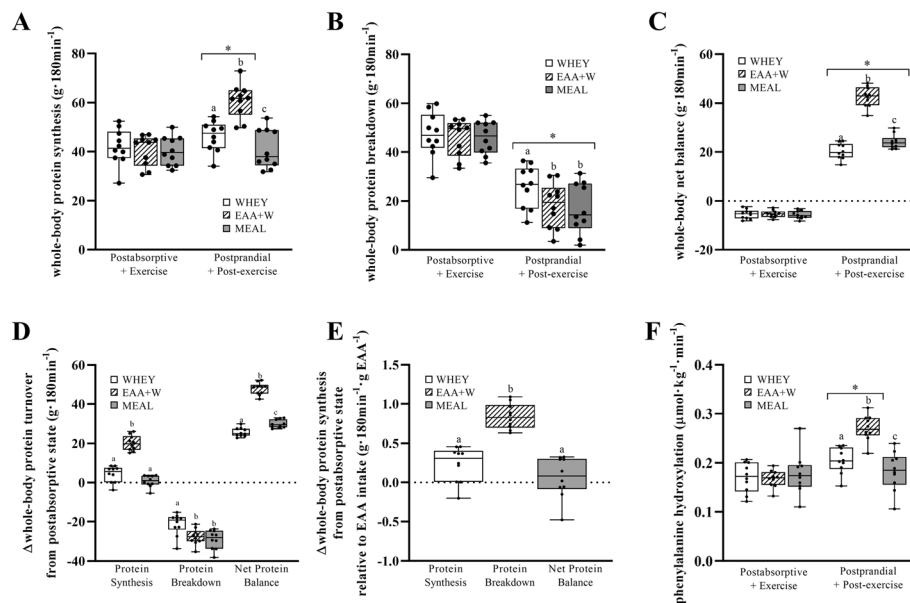 A
whole-body protein synthesis (g·180min⁻¹)
80
60
40
20
0
*
a
b
c
WHEY
EAA+W
MEAL
Postabsorptive
+ Exercise
Postprandial
+ Post-exercise
B
whole-body protein breakdown (g·180min⁻¹)
80
60
40
20
0
WHEY
EAA+W
MEAL
*
a
b
b
Postabsorptive
+ Exercise
Postprandial
+ Post-exercise
C
whole-body net balance (g·180min⁻¹)
60
40
20
0
-20
WHEY
EAA+W
MEAL
*
a
b
c
Postabsorptive
+ Exercise
Postprandial
+ Post-exercise
D
Δwhole-body protein turnover
from postabsorptive state (g·180min⁻¹)
60
40
20
0
-20
-40
WHEY
EAA+W
MEAL
a
b
a
a
b
b
a
b
c
Protein
Synthesis
Protein
Breakdown
Net Protein
Balance
E
Δwhole-body protein synthesis
from postabsorptive state
relative to EAA intake (g·180min⁻¹·g EAA⁻¹)
1.5
1.0
0.5
0.0
-0.5
-1.0
a
b
a
Protein
Synthesis
Protein
Breakdown
Net Protein
Balance
F
phenylalanine hydroxylation (μmol·kg⁻¹·min⁻¹)
0.4
0.3
0.2
0.1
0.0
WHEY
EAA+W
MEAL
*
a
b
c
Postabsorptive
+ Exercise
Postprandial
+ Post-exercise